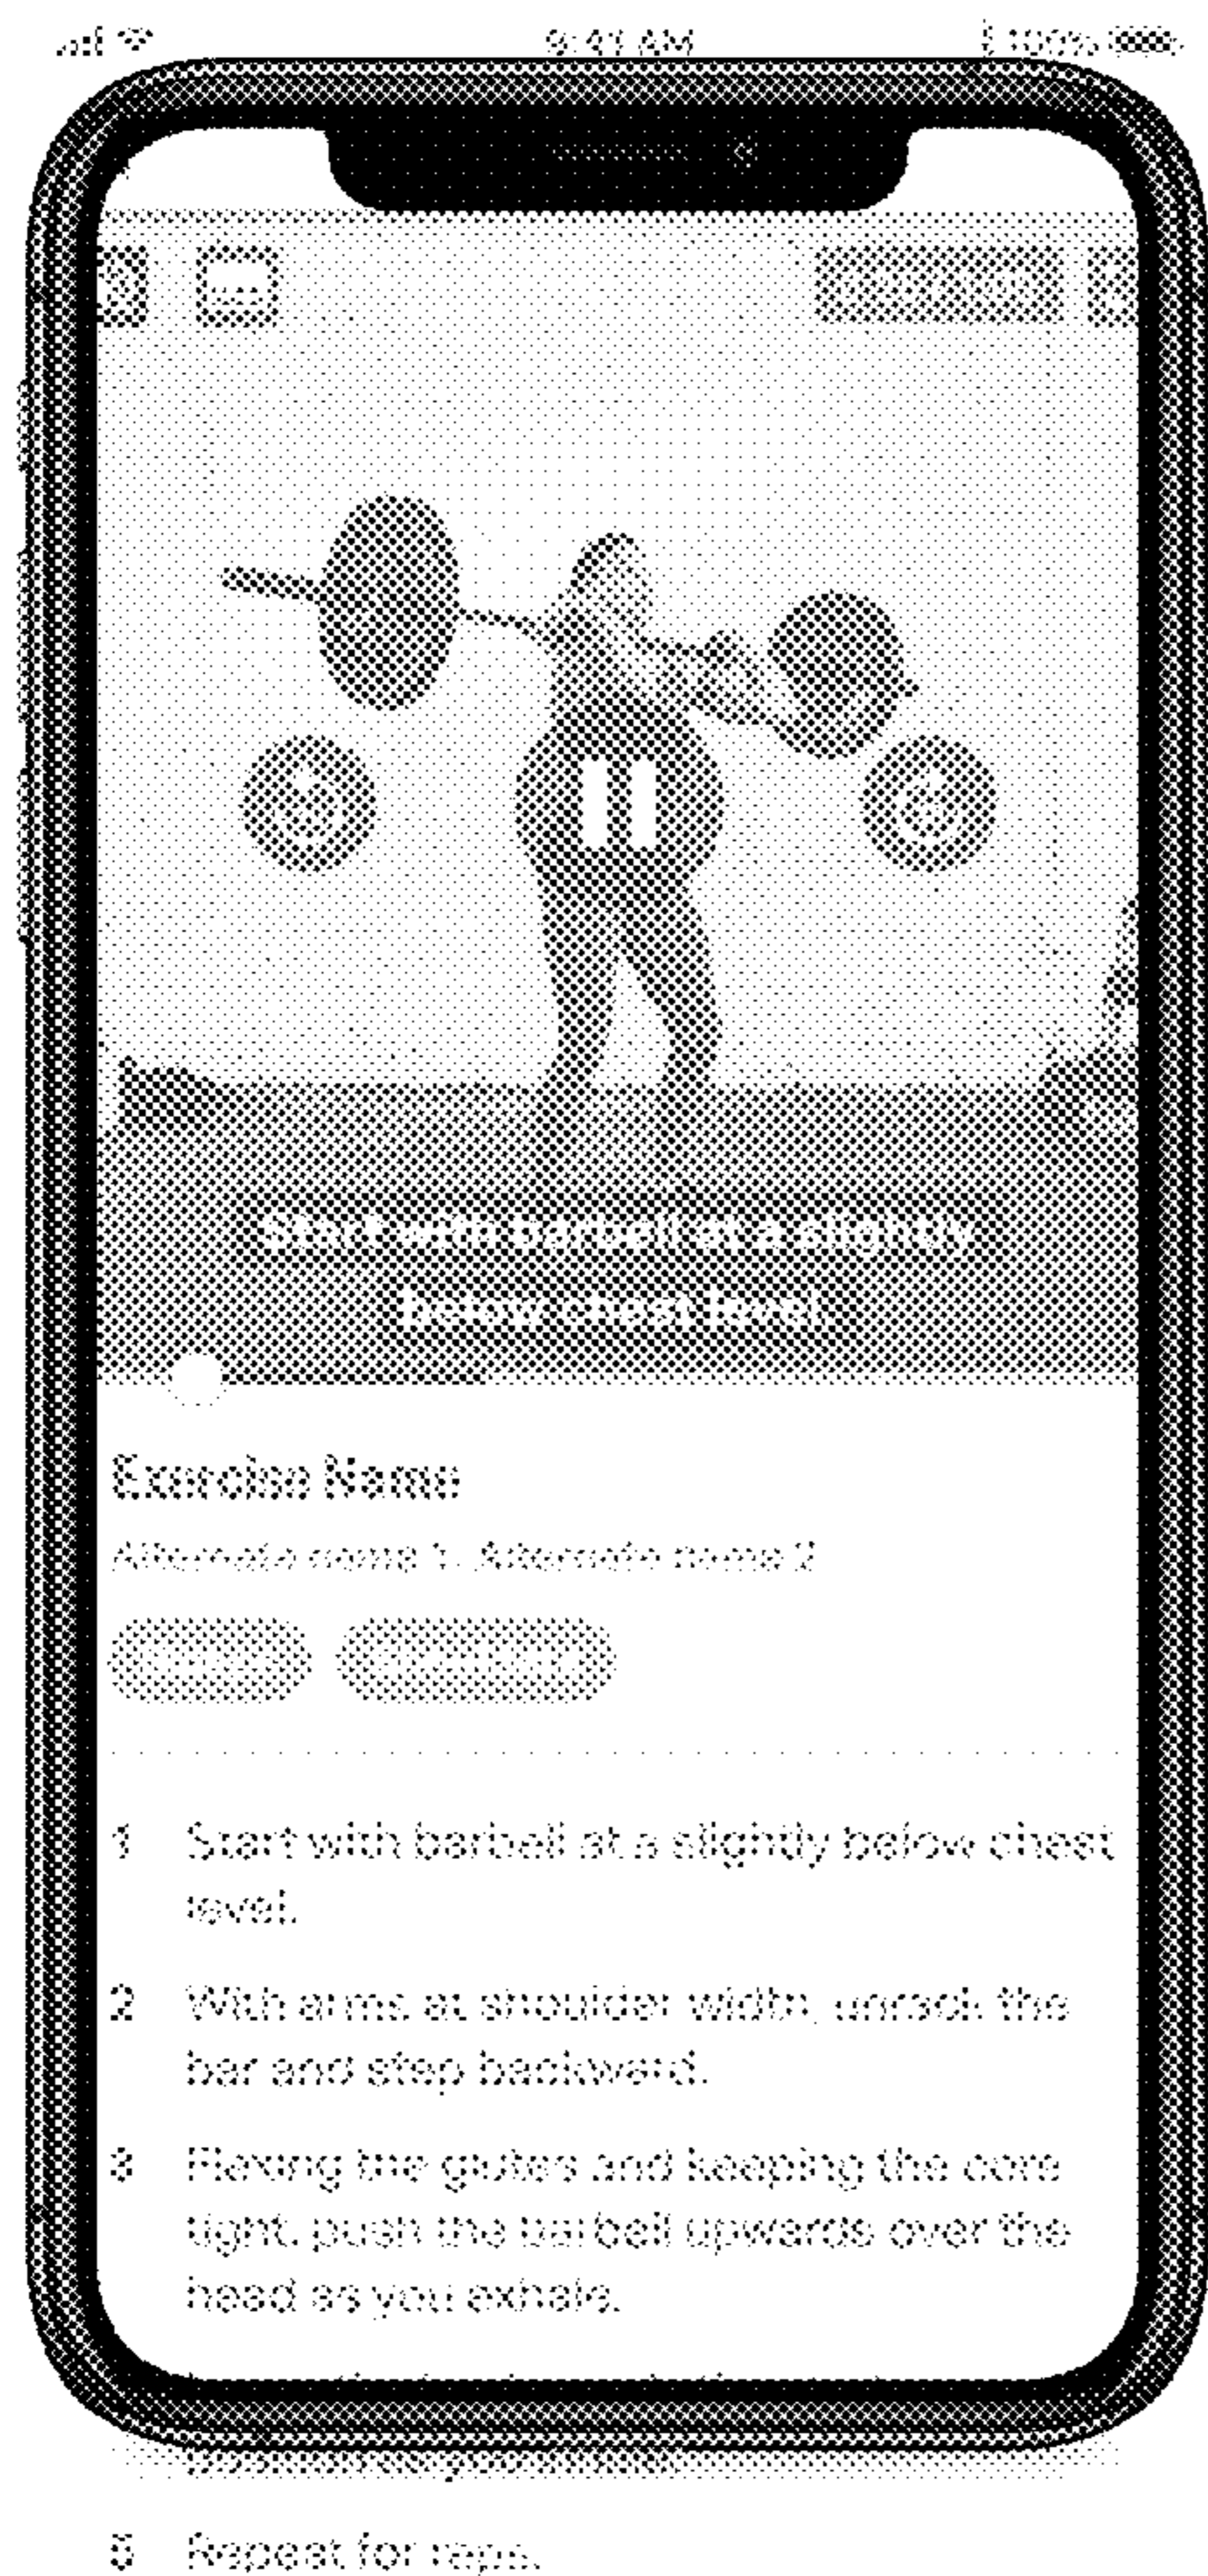 9:41 AM
100%
Start with barbell at a slightly
below chest level.
Exercise Name
Alternate name 1, Alternate name 2
1 Start with barbell at a slightly below chest
level.
2 With arms at shoulder width, unrack the
bar and step backward.
3 Flexing the glutes and keeping the core
tight, push the barbell upwards over the
head as you exhale.
5 Repeat for reps.